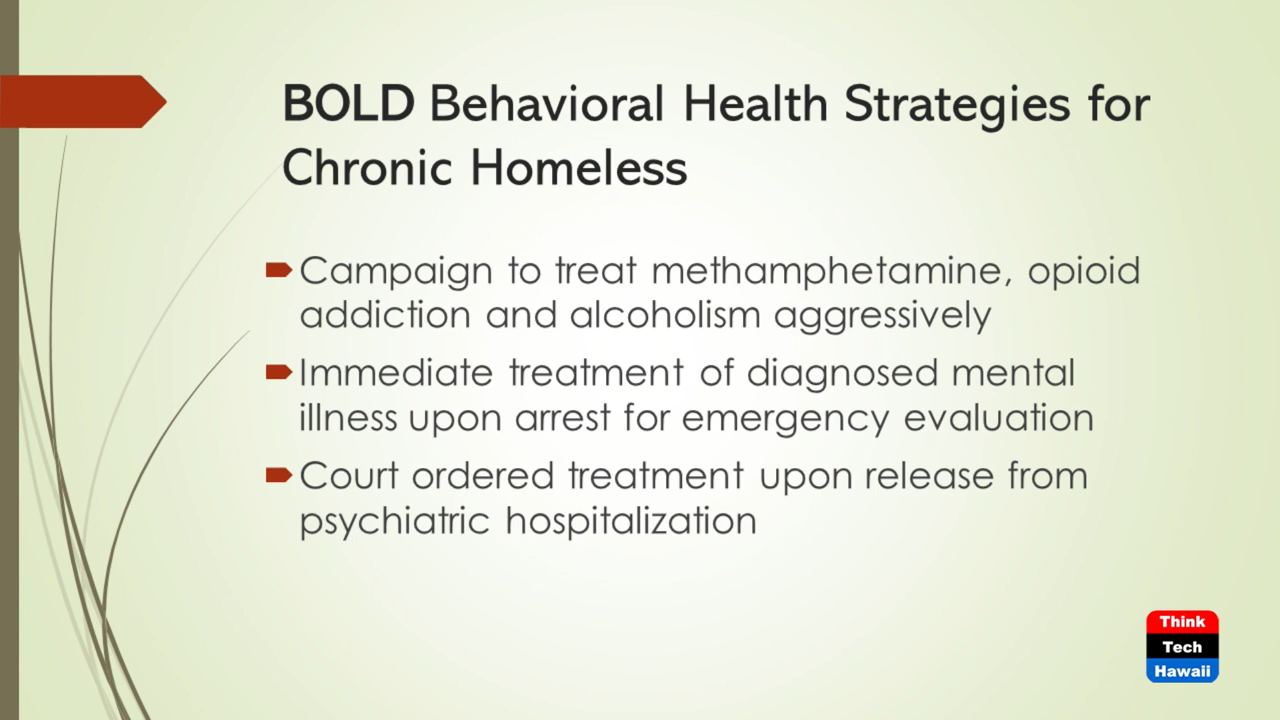 BOLD Behavioral Health Strategies for
Chronic Homeless
Campaign to treat methamphetamine, opioid
addiction and alcoholism aggressively
Immediate treatment of diagnosed mental
illness upon arrest for emergency evaluation
Court ordered treatment upon release from
psychiatric hospitalization
Think
Tech
Hawaii